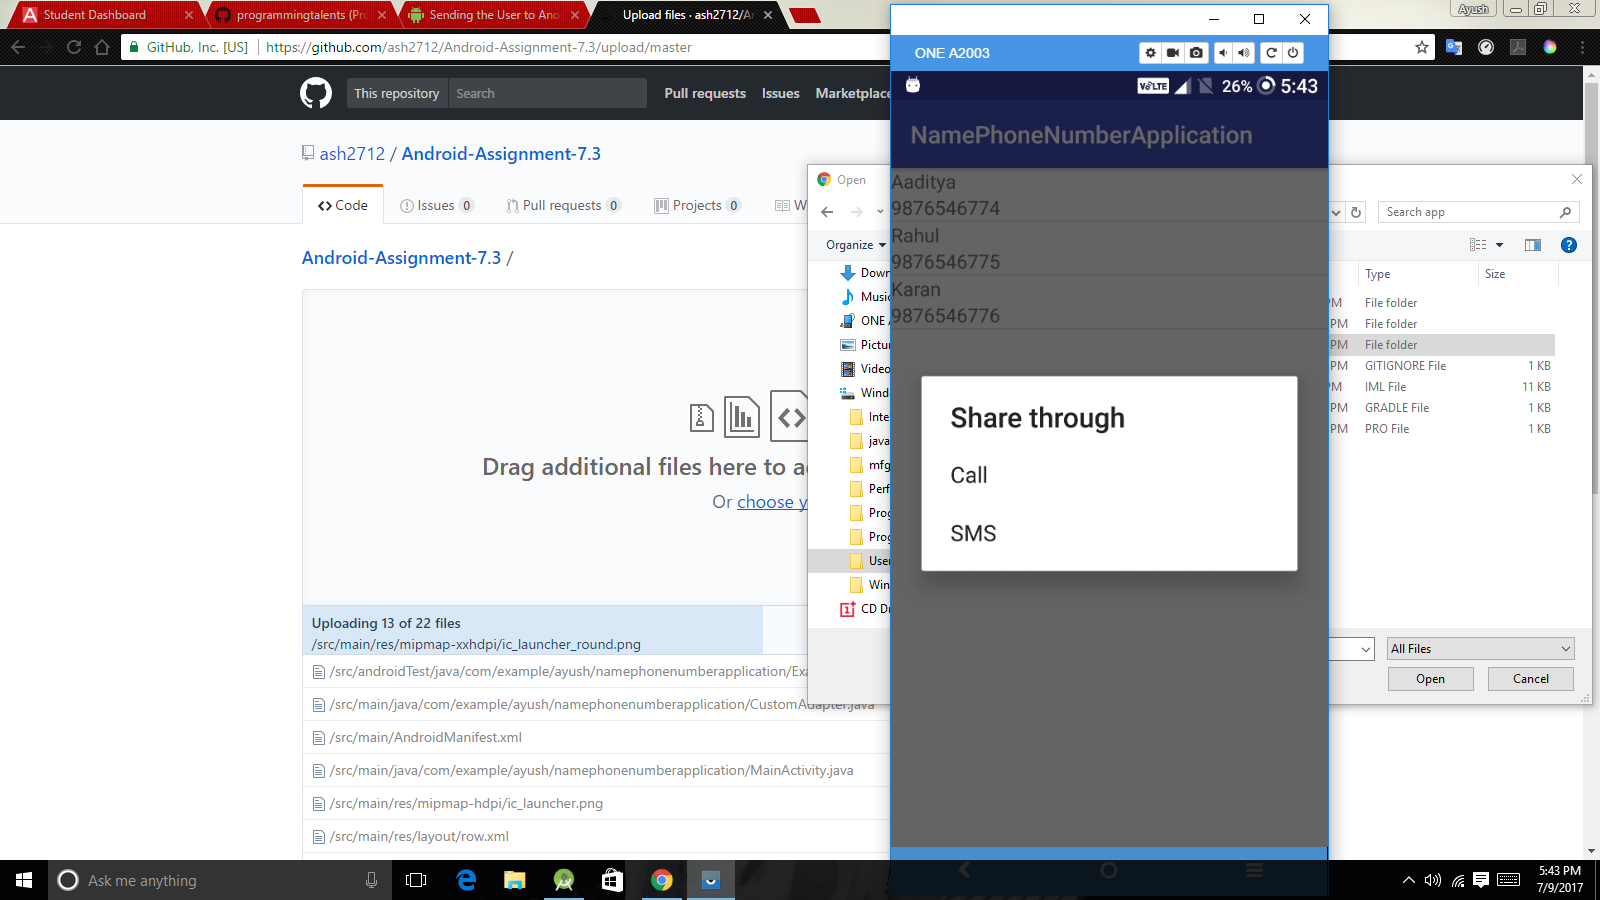 Student Dashboard
programmingtalents (Pro
Sending the User to Ano
Upload files · ash2712/A
Ayush
GitHub, Inc. [US]
https://github.com/ash2712/Android-Assignment-7.3/upload/master
This repository
Search
Pull requests
Issues
Marketplace
ash2712 / Android-Assignment-7.3
Code
Issues 0
Pull requests 0
Projects 0
W
Android-Assignment-7.3 /
Drag additional files here to a
Or choose y
Uploading 13 of 22 files
/src/main/res/mipmap-xxhdpi/ic_launcher_round.png
/src/androidTest/java/com/example/ayush/namephonenumberapplication/Exa
/src/main/java/com/example/ayush/namephonenumberapplication/CustomAdapter.java
/src/main/AndroidManifest.xml
/src/main/java/com/example/ayush/namephonenumberapplication/MainActivity.java
/src/main/res/mipmap-hdpi/ic_launcher.png
/src/main/res/layout/row.xml
Open
Organize
Down
Music
ONE A
Pictur
Video
Wind
Inte
java
mfg
Perf
Prog
Prog
User
Win
CD Dr
ONE A2003
VoLTE
26%
5:43
NamePhoneNumberApplication
Aaditya
9876546774
Rahul
9876546775
Karan
9876546776
Share through
Call
SMS
Search app
Type
Size
PM File folder
PM File folder
PM File folder
PM GITIGNORE File 1 KB
PM IML File 11 KB
PM GRADLE File 1 KB
PM PRO File 1 KB
All Files
Open
Cancel
Ask me anything
5:43 PM
7/9/2017